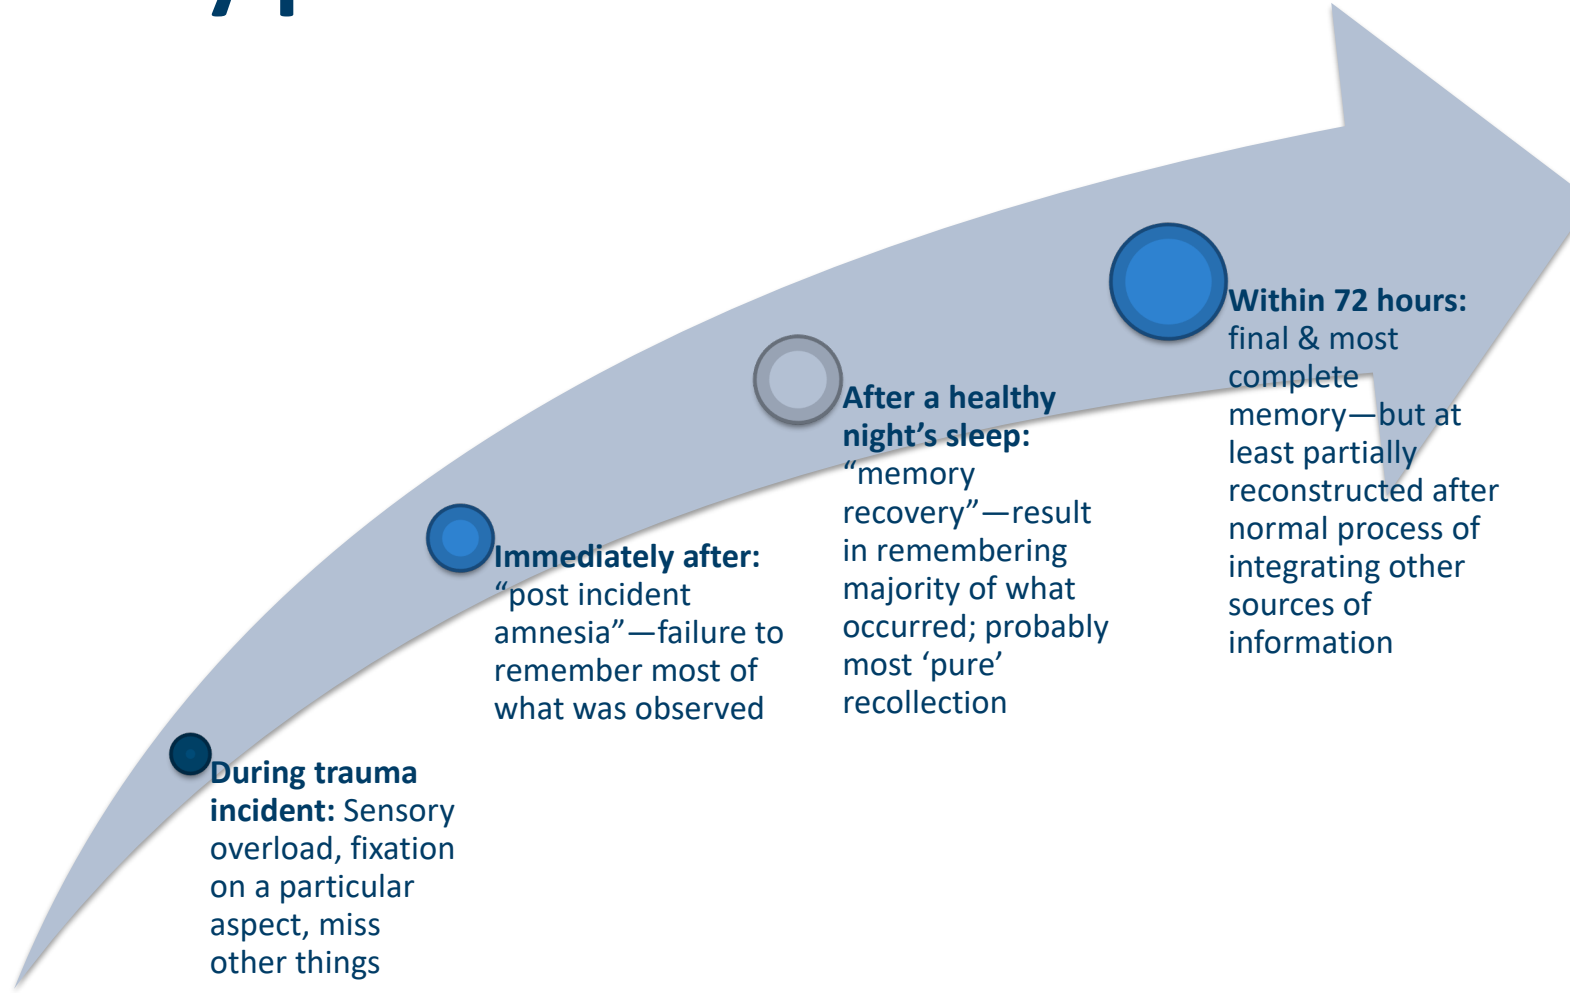 During trauma
incident: Sensory
overload, fixation
on a particular
aspect, miss
other things
Immediately after:
“post incident
amnesia”—failure to
remember most of
what was observed
After a healthy
night’s sleep:
“memory
recovery”—result
in remembering
majority of what
occurred; probably
most ‘pure’
recollection
Within 72 hours:
final & most
complete
memory—but at
least partially
reconstructed after
normal process of
integrating other
sources of
information